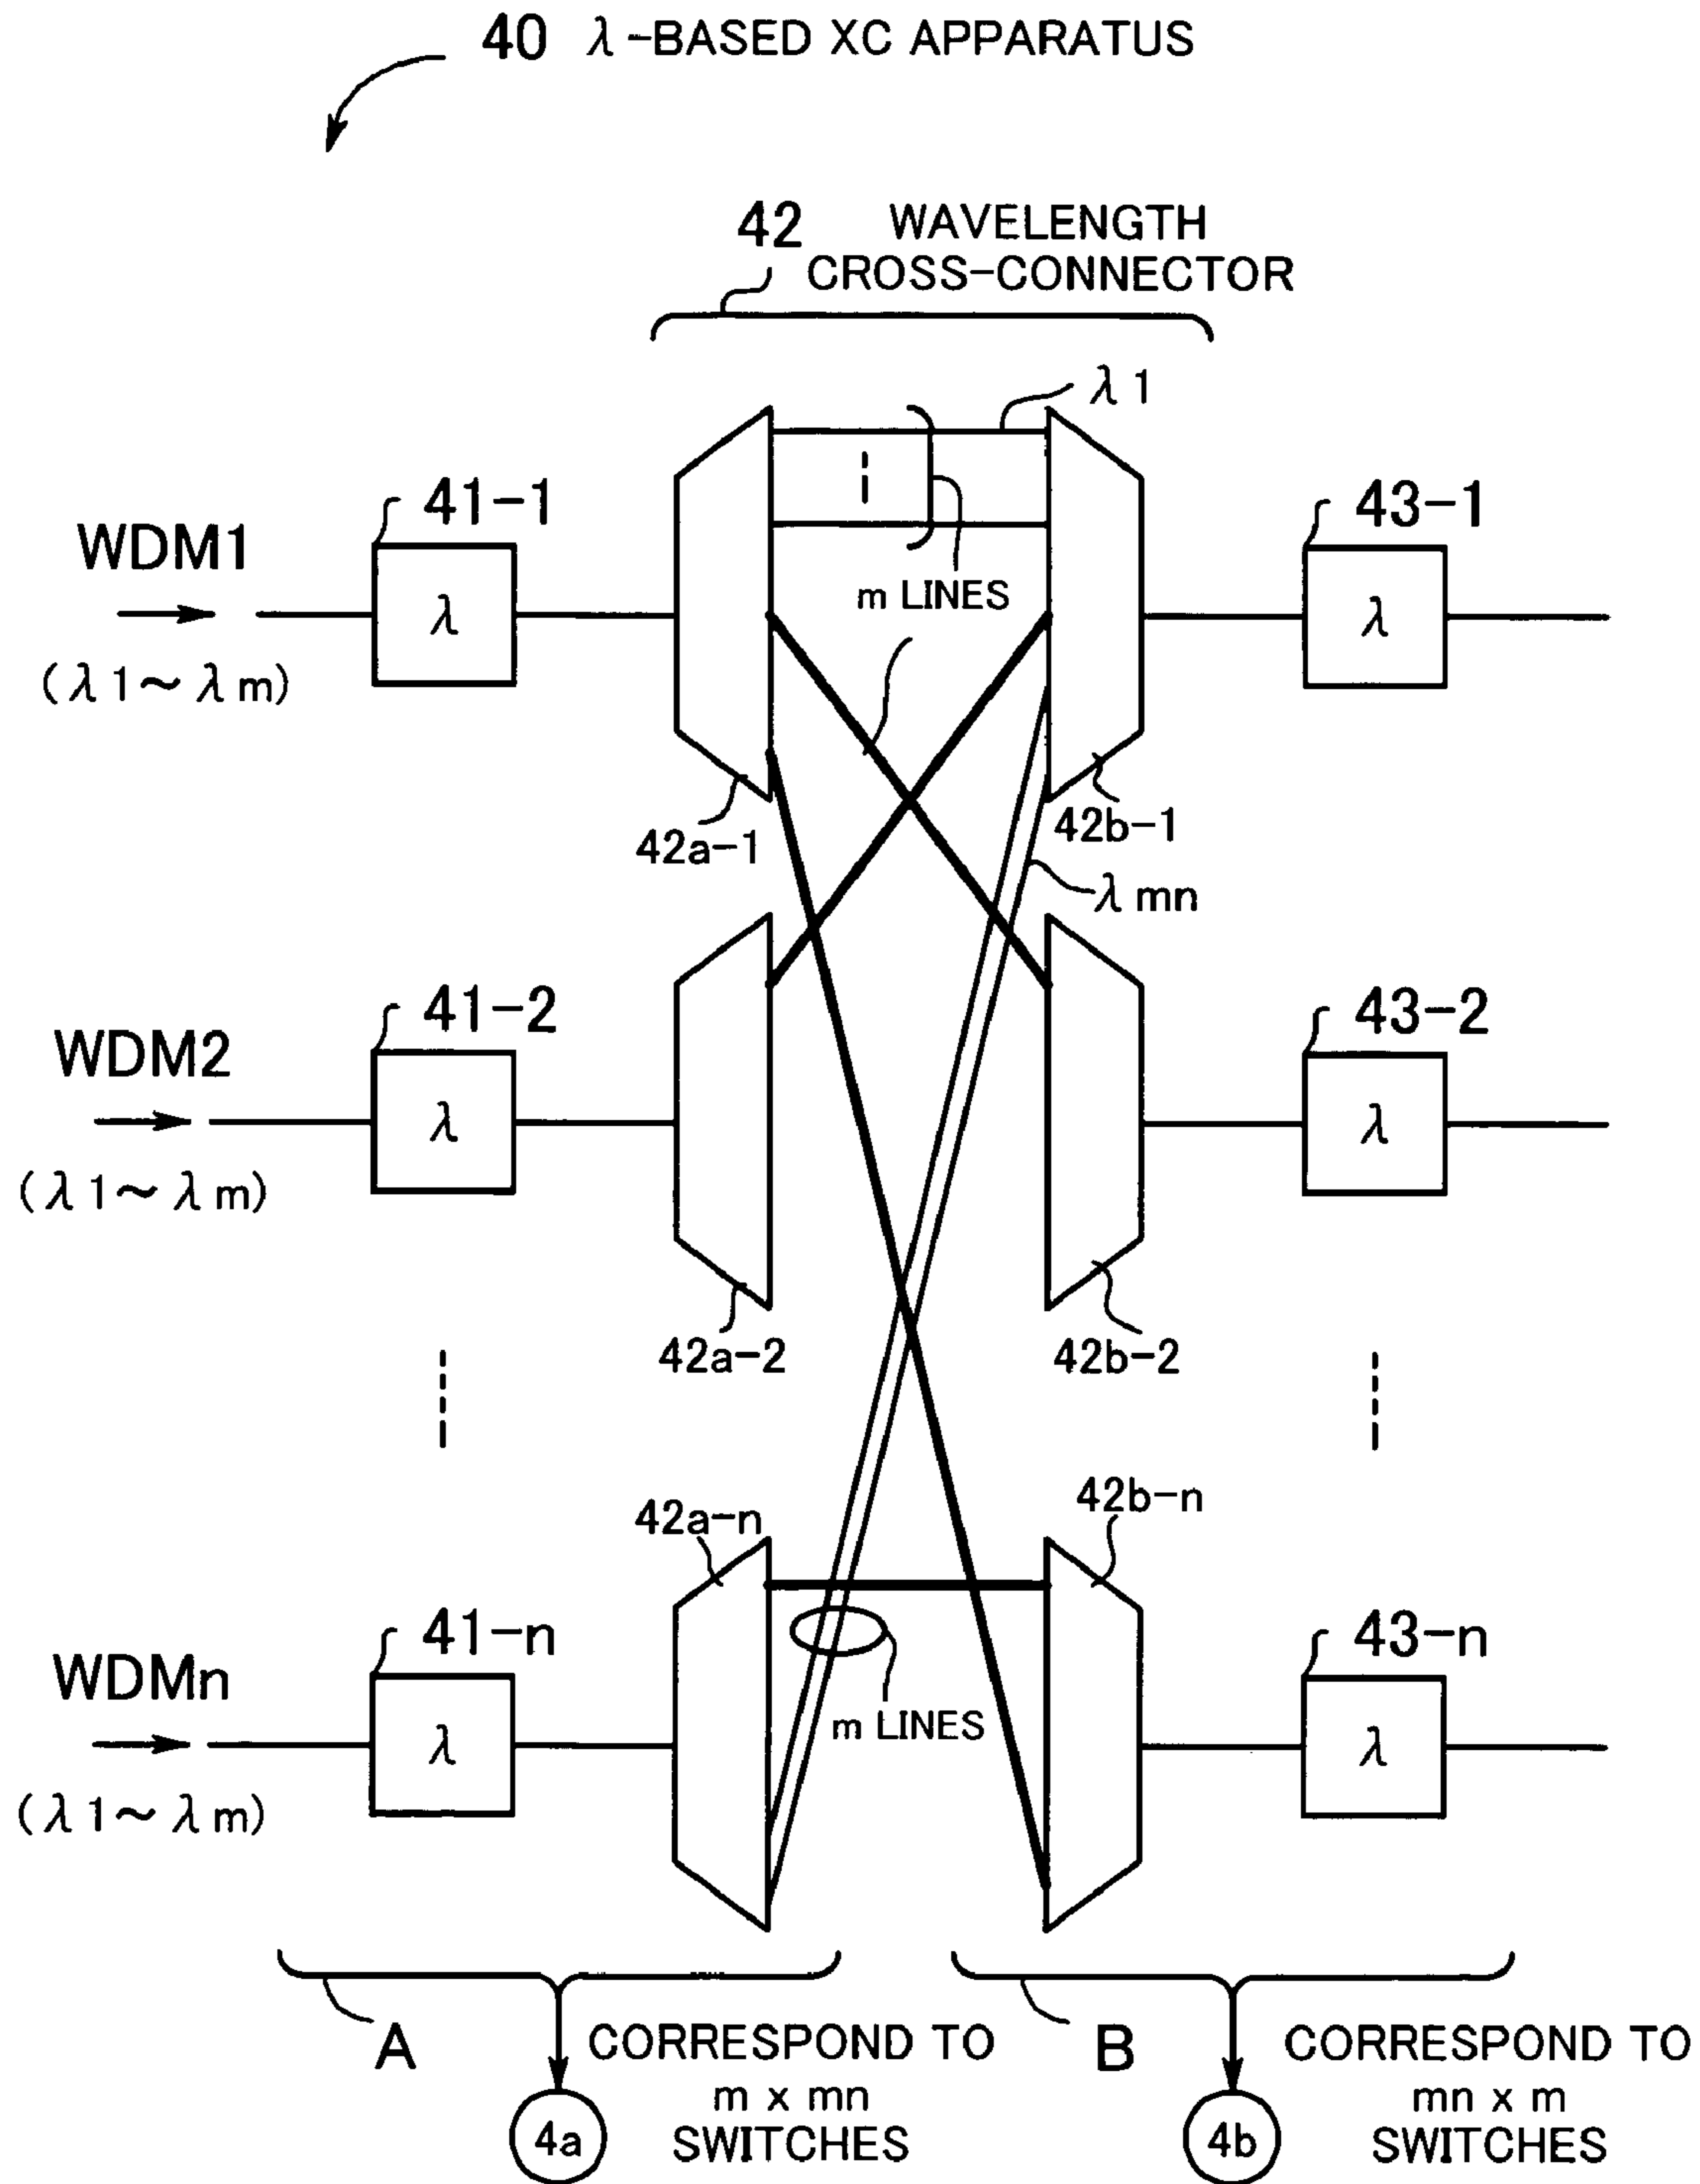 40 λ-BASED XC APPARATUS
42 WAVELENGTH
CROSS-CONNECTOR
λ1
41-1
43-1
WDM1
m LINES
λ
λ
(λ1~λm)
42a-1
42b-1
λmn
41-2
43-2
WDM2
λ
λ
(λ1~λm)
42a-2
42b-2
42a-n
42b-n
41-n
43-n
WDMn
m LINES
λ
λ
(λ1~λm)
A
CORRESPOND TO
m x mn
SWITCHES
4a
B
CORRESPOND TO
mn x m
SWITCHES
4b